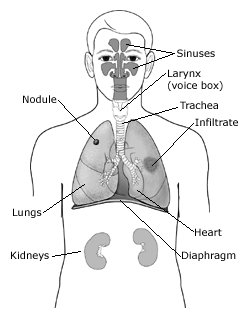 Sinuses
Larynx
(voice box)
Nodule
Trachea
Infiltrate
Lungs
Heart
Kidneys
Diaphragm